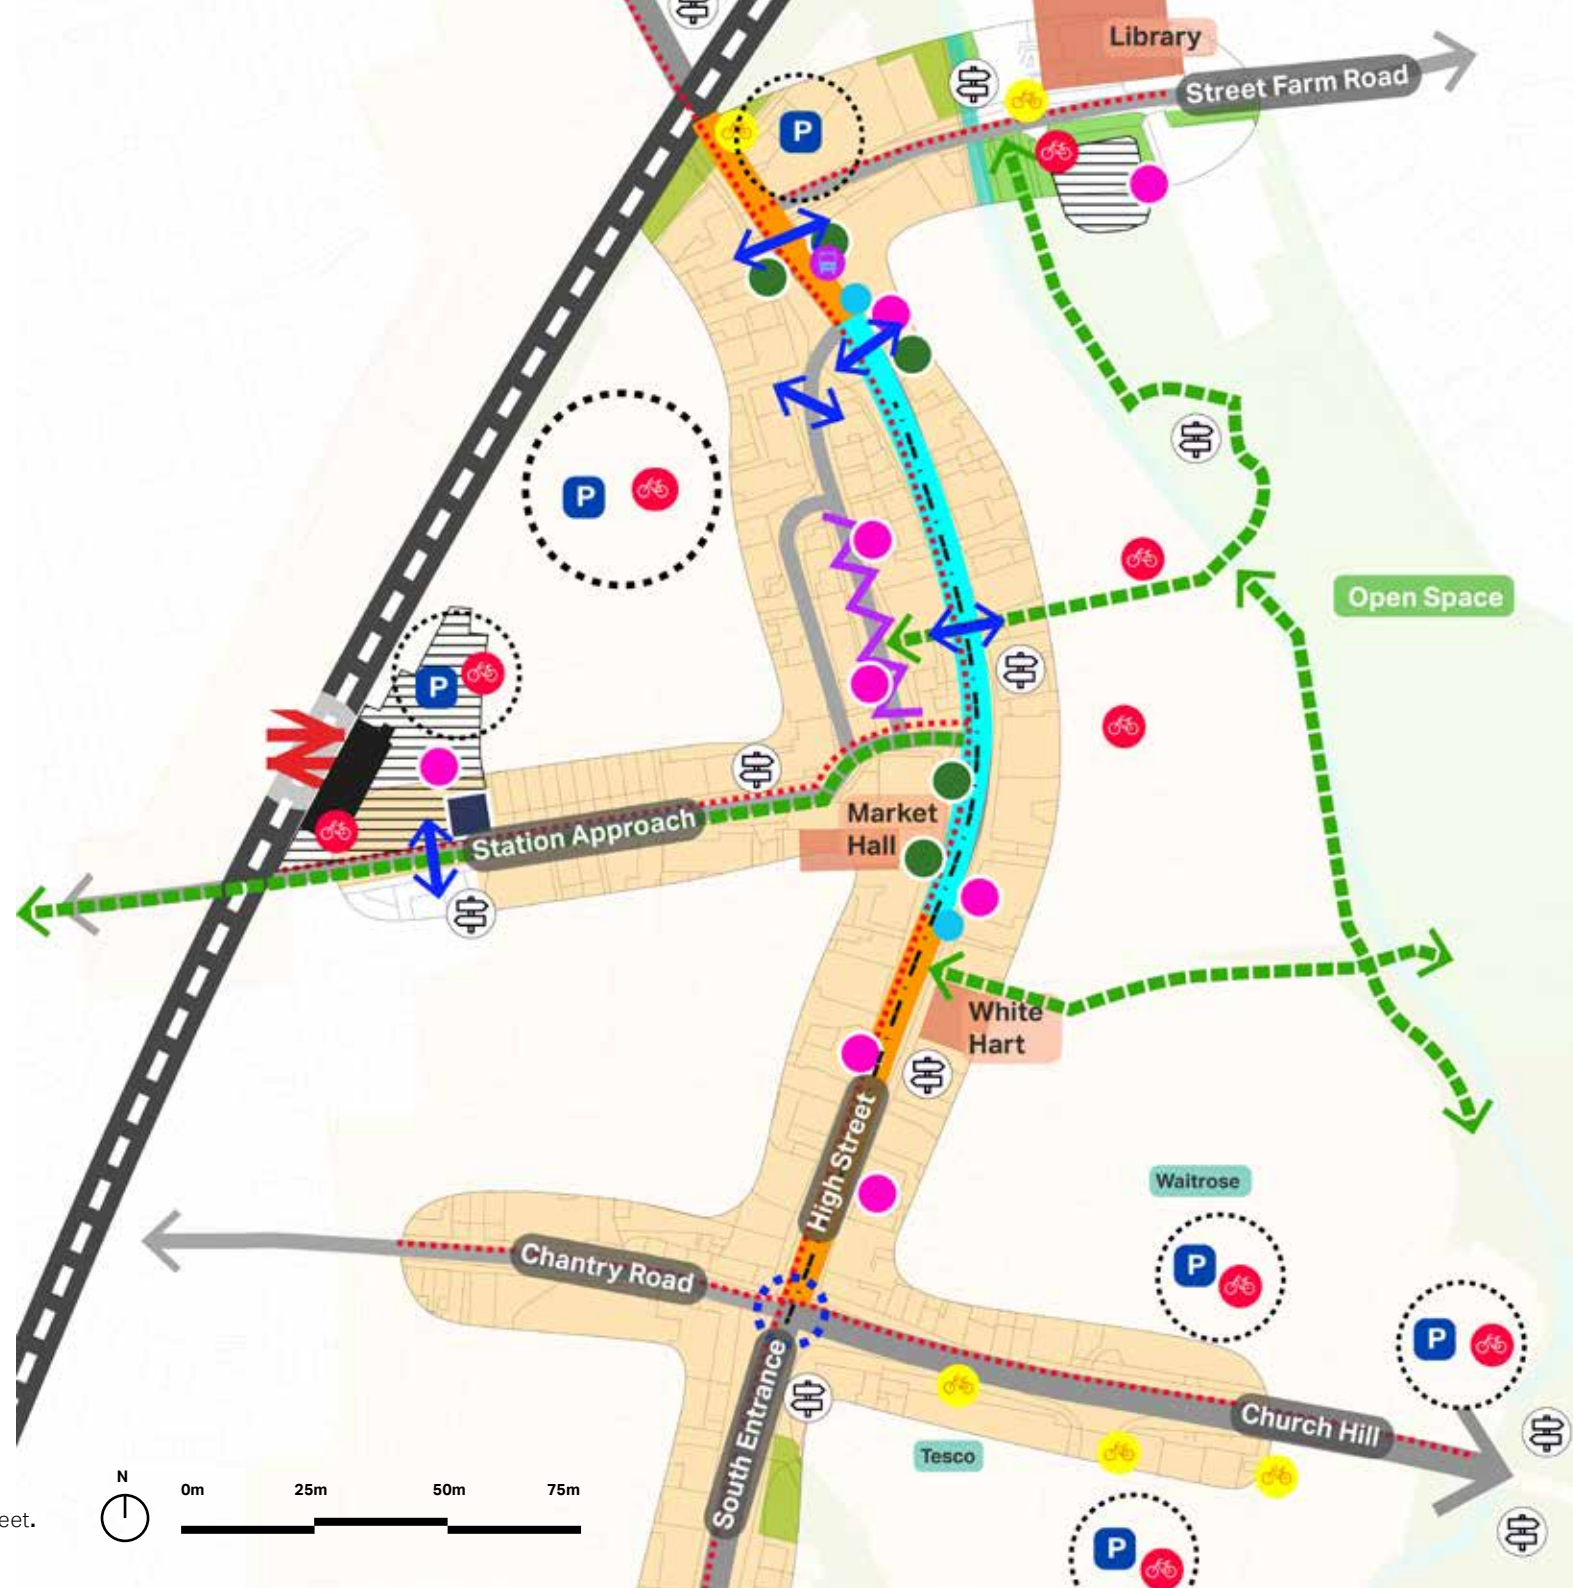 Library
Street Farm Road
P
P
Open Space
P
Market
Hall
Station Approach
White
Hart
High Street
Waitrose
P
Chantry Road
P
Church Hill
South Entrance
Tesco
N
0m 25m 50m 75m
eet.
P